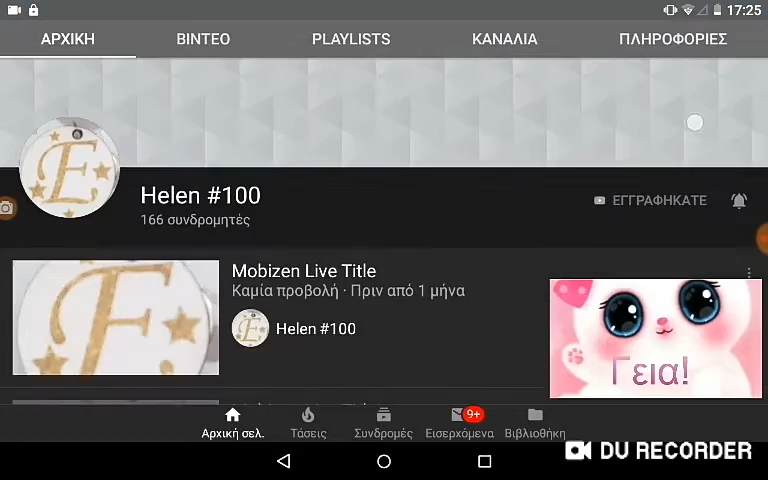 17:25
ΑΡΧΙΚΗ ΒΙΝΤΕΟ PLAYLISTS ΚΑΝΑΛΙΑ ΠΛΗΡΟΦΟΡΙΕΣ
E
Helen #100
166 συνδρομητές
ΕΓΓΡΑΦΗΚΑΤΕ
E
Mobizen Live Title
Καμία προβολή · Πριν από 1 μήνα
E
Helen #100
Γεια!
9+
Αρχική σελ. Τάσεις Συνδρομές Εισερχόμενα Βιβλιοθήκη
DU RECORDER